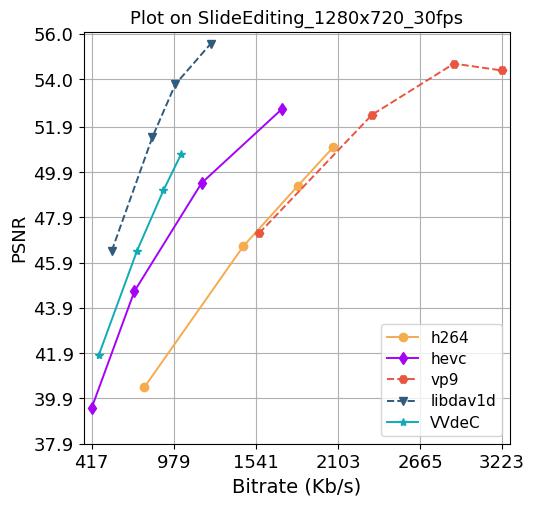 Plot on SlideEditing_1280x720_30fps
PSNR
56.0
54.0
51.9
49.9
47.9
45.9
43.9
41.9
39.9
37.9
h264
hevc
vp9
libdav1d
VVdeC
417 979 1541 2103 2665 3223
Bitrate (Kb/s)